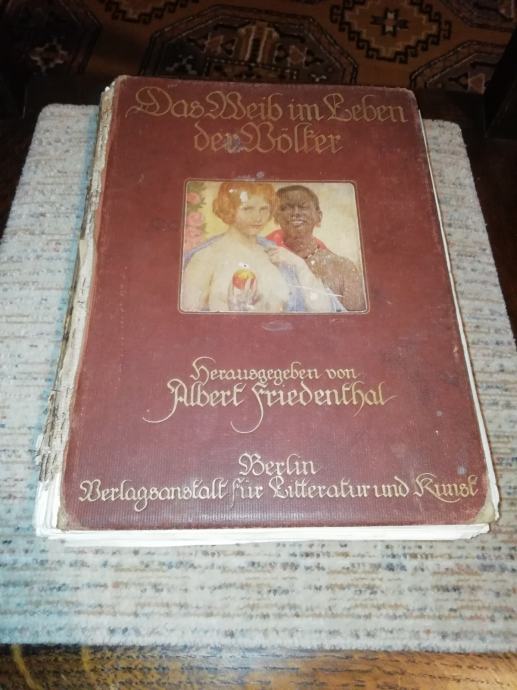 Das Weib im Leben
der Völker
Herausgegeben von
Albert Friedenthal
Berlin
Verlagsanstalt für Litteratur und Kunst